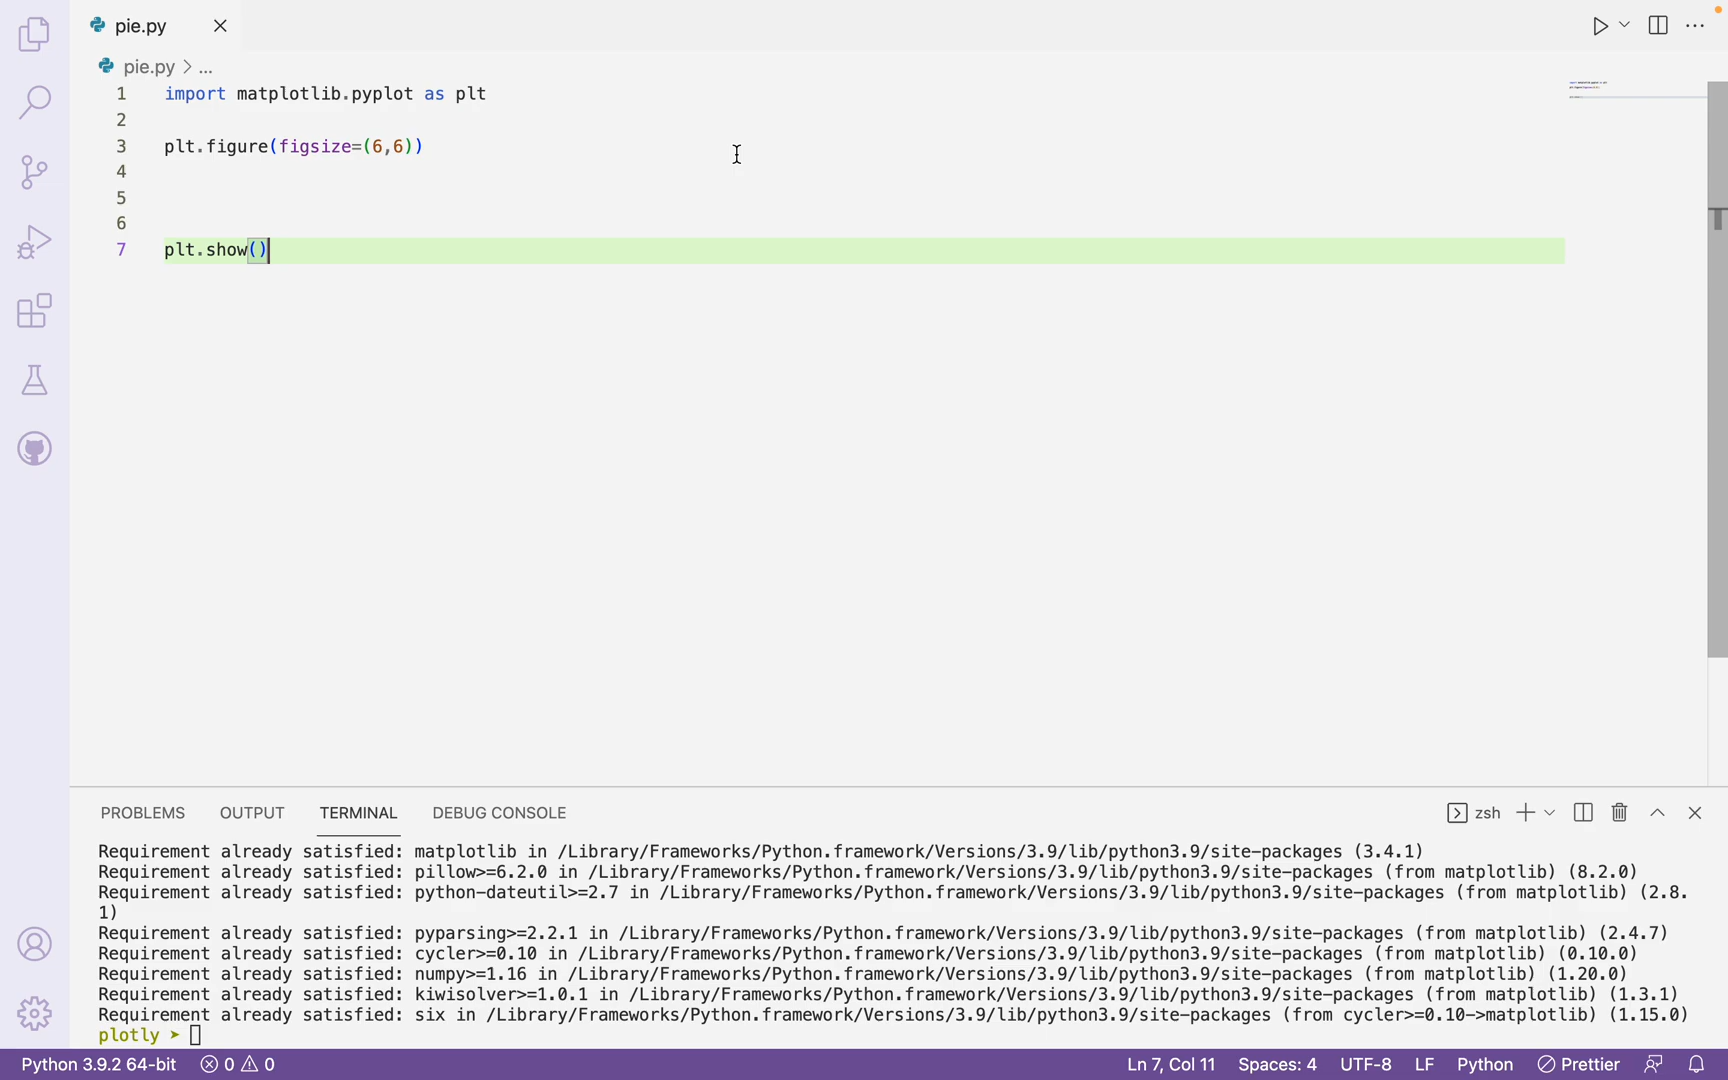 pie.py
pie.py > ...
1 import matplotlib.pyplot as plt
2
3 plt.figure(figsize=(6,6))
4
5
6
7 plt.show()
PROBLEMS OUTPUT TERMINAL DEBUG CONSOLE zsh
Requirement already satisfied: matplotlib in /Library/Frameworks/Python.framework/Versions/3.9/lib/python3.9/site-packages (3.4.1)
Requirement already satisfied: pillow>=6.2.0 in /Library/Frameworks/Python.framework/Versions/3.9/lib/python3.9/site-packages (from matplotlib) (8.2.0)
Requirement already satisfied: python-dateutil>=2.7 in /Library/Frameworks/Python.framework/Versions/3.9/lib/python3.9/site-packages (from matplotlib) (2.8.
1)
Requirement already satisfied: pyparsing>=2.2.1 in /Library/Frameworks/Python.framework/Versions/3.9/lib/python3.9/site-packages (from matplotlib) (2.4.7)
Requirement already satisfied: cycler>=0.10 in /Library/Frameworks/Python.framework/Versions/3.9/lib/python3.9/site-packages (from matplotlib) (0.10.0)
Requirement already satisfied: numpy>=1.16 in /Library/Frameworks/Python.framework/Versions/3.9/lib/python3.9/site-packages (from matplotlib) (1.20.0)
Requirement already satisfied: kiwisolver>=1.0.1 in /Library/Frameworks/Python.framework/Versions/3.9/lib/python3.9/site-packages (from matplotlib) (1.3.1)
Requirement already satisfied: six in /Library/Frameworks/Python.framework/Versions/3.9/lib/python3.9/site-packages (from cycler>=0.10->matplotlib) (1.15.0)
plotly ➤
Python 3.9.2 64-bit 0 0 Ln 7, Col 11 Spaces: 4 UTF-8 LF Python Prettier